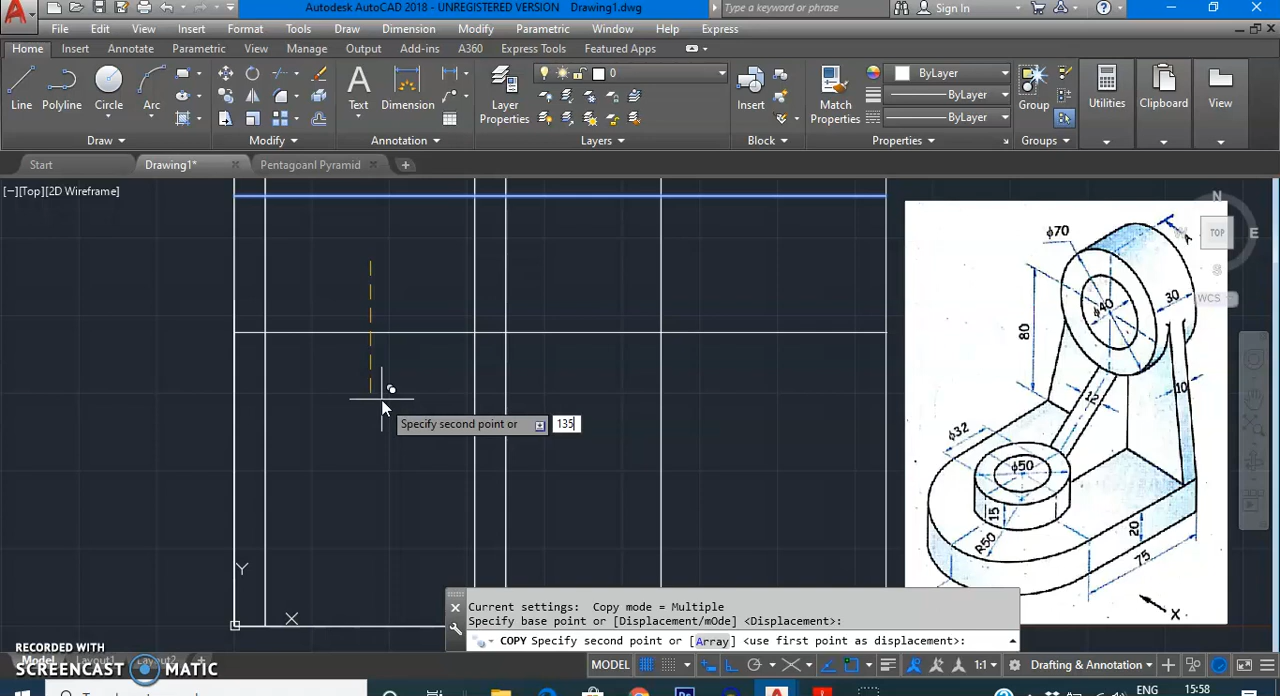 Autodesk AutoCAD 2018 - UNREGISTERED VERSION Drawing1.dwg
Type a keyword or phrase
Sign In
File Edit View Insert Format Tools Draw Dimension Modify Parametric Window Help Express
Home Insert Annotate Parametric View Manage Output Add-ins A360 Express Tools Featured Apps
Line Polyline Circle Arc Text Dimension Layer Properties 0 Insert Match Properties ByLayer ByLayer ByLayer Group Utilities Clipboard View
Draw Modify Annotation Layers Block Properties Groups
Start Drawing1* Pentagoanl Pyramid
[−][Top][2D Wireframe]
N
TOP
E
S
WCS
ϕ70
30
ϕ40
80
10
12
ϕ32
ϕ50
15
R50
20
75
X
Specify second point or 135
Y
X
Current settings: Copy mode = Multiple
Specify base point or [Displacement/mOde] <Displacement>:
COPY Specify second point or [Array] <use first point as displacement>:
RECORDED WITH
SCREENCAST MATIC
Model Layout1 Layout2
MODEL 1:1 Drafting & Annotation
ENG
15:58